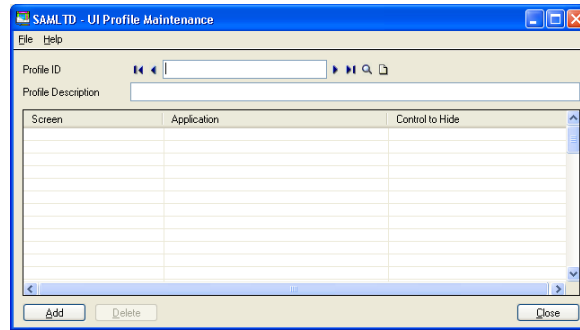 SAMLTD - UI Profile Maintenance
File Help
Profile ID
Profile Description
Screen Application Control to Hide
Add Delete Close